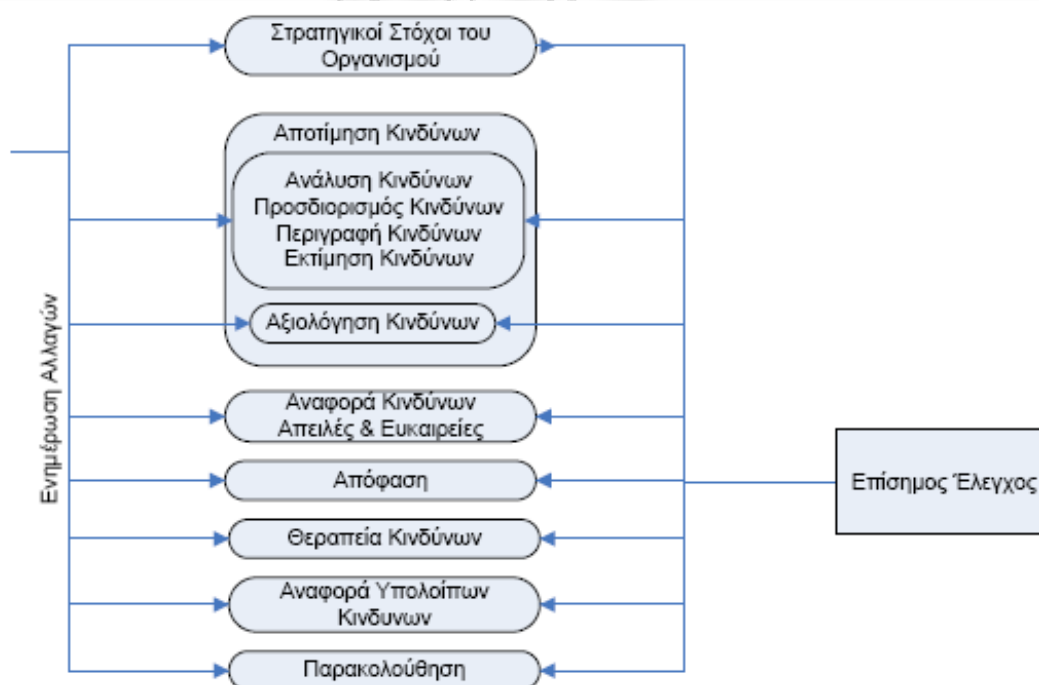 Στρατηγικοί Στόχοι του
Οργανισμού
Αποτίμηση Κινδύνων
Ανάλυση Κινδύνων
Προσδιορισμός Κινδύνων
Περιγραφή Κινδύνων
Εκτίμηση Κινδύνων
Αξιολόγηση Κινδύνων
Αναφορά Κινδύνων
Απειλές & Ευκαιρείες
Απόφαση
Θεραπεία Κινδύνων
Αναφορά Υπολοίπων
Κινδυνων
Παρακολούθηση
Ενημέρωση Αλλαγών
Επίσημος Έλεγχος